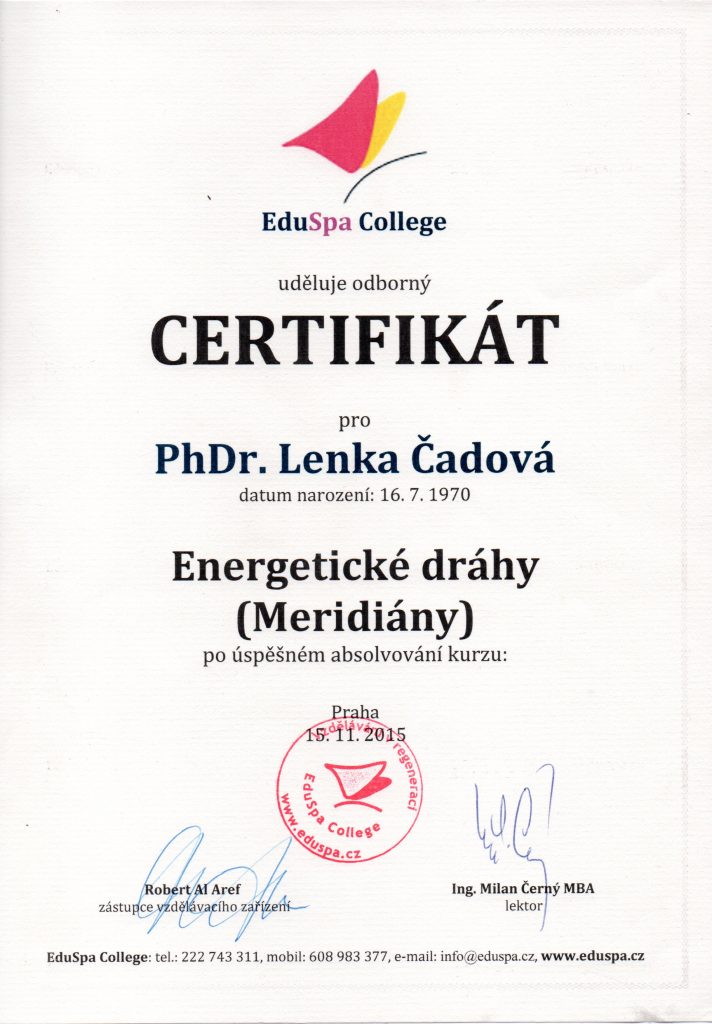 EduSpa College
uděluje odborný
CERTIFIKÁT
pro
PhDr. Lenka Čadová
datum narození: 16. 7. 1970
Energetické dráhy
(Meridiány)
po úspěšném absolvování kurzu:
Praha
15. 11. 2015
Vzdělávání v regeneraci
EduSpa College
www.eduspa.cz
Robert Al Aref
zástupce vzdělávacího zařízení
Ing. Milan Černý MBA
lektor
EduSpa College: tel.: 222 743 311, mobil: 608 983 377, e-mail: info@eduspa.cz, www.eduspa.cz